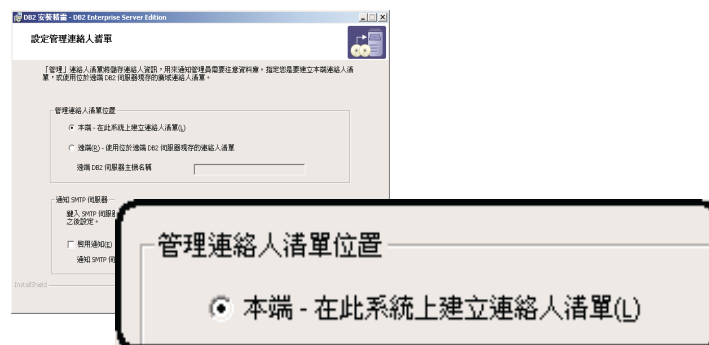 DB2 安裝精靈 - DB2 Enterprise Server Edition
設定管理連絡人清單
「管理」連絡人清單將儲存連絡人資訊，用來通知管理員需要注意資料庫。指定您是要建立本端連絡人清
單，或使用位於遠端 DB2 伺服器現存的廣域連絡人清單。
管理連絡人清單位置
本端 - 在此系統上建立連絡人清單(L)
遠端(R) - 使用位於遠端 DB2 伺服器現存的連絡人清單
遠端 DB2 伺服器主機名稱
通知 SMTP 伺服器
鍵入 SMTP 伺服器
之後設定。
啟用通知(E)
通知 SMTP 伺
InstallShield
管理連絡人清單位置
本端 - 在此系統上建立連絡人清單(L)